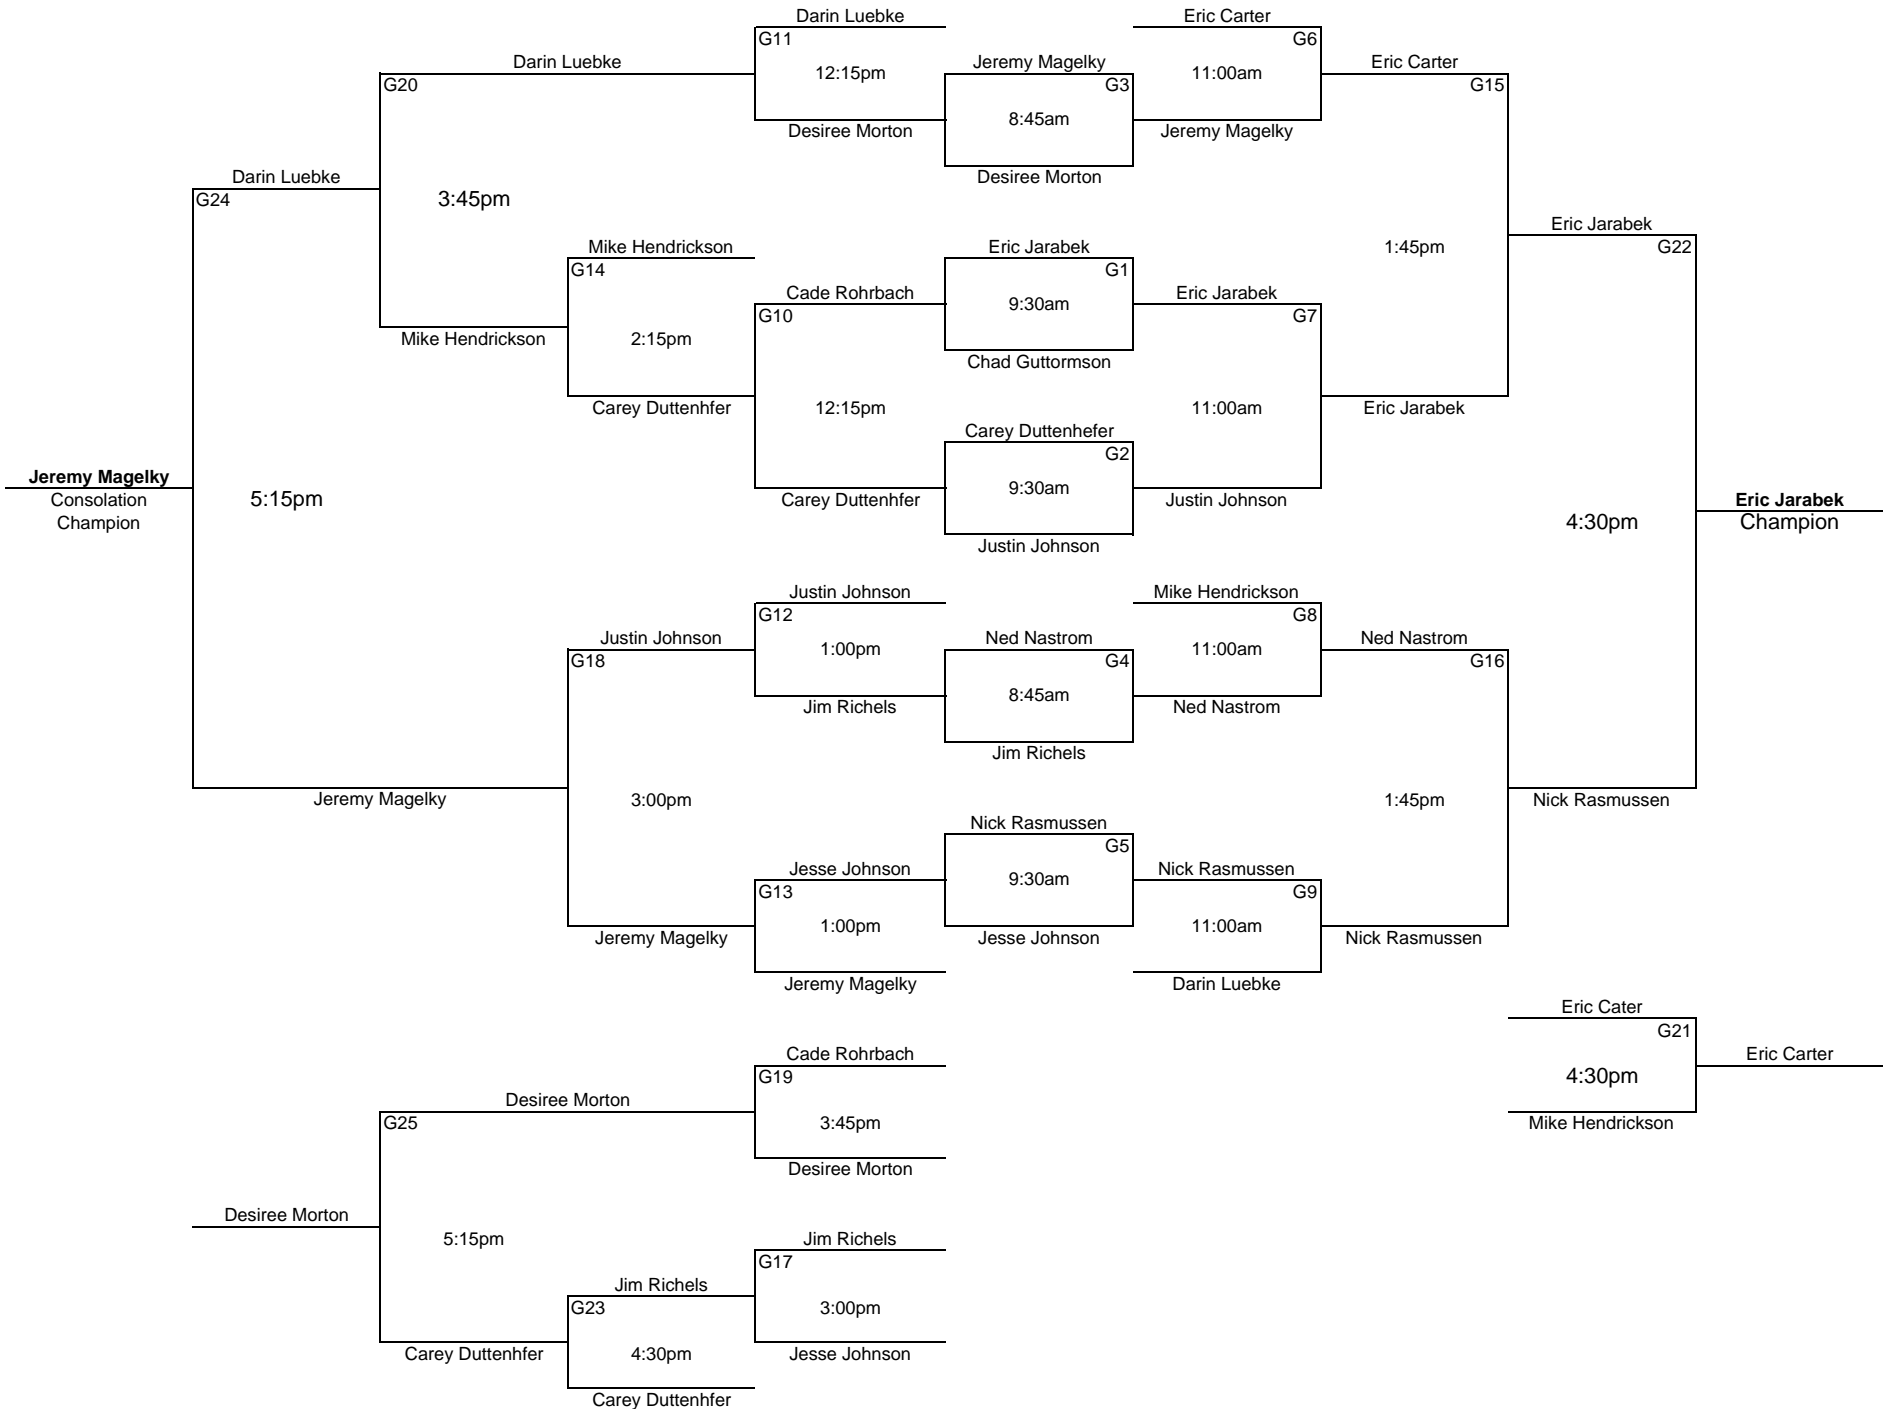 Darin Luebke
Eric Carter
G11
G6
Darin Luebke
12:15pm
Jeremy Magelky
11:00am
Eric Carter
G20
G3
G15
8:45am
Desiree Morton
Jeremy Magelky
Darin Luebke
Desiree Morton
G24
3:45pm
Eric Jarabek
Mike Hendrickson
Eric Jarabek
1:45pm
G22
G14
G1
Cade Rohrbach
9:30am
Eric Jarabek
G10
G7
Mike Hendrickson
2:15pm
Chad Guttormson
Carey Duttenhfer
12:15pm
11:00am
Eric Jarabek
Carey Duttenhefer
G2
Jeremy Magelky
Consolation
Champion
5:15pm
9:30am
Carey Duttenhfer
Justin Johnson
Eric Jarabek
Champion
4:30pm
Justin Johnson
Justin Johnson
Mike Hendrickson
G12
G8
Justin Johnson
1:00pm
Ned Nastrom
11:00am
Ned Nastrom
G18
G4
G16
8:45am
Jim Richels
Ned Nastrom
Jim Richels
Jeremy Magelky
3:00pm
1:45pm
Nick Rasmussen
Nick Rasmussen
G5
Jesse Johnson
9:30am
Nick Rasmussen
G13
G9
1:00pm
11:00am
Jeremy Magelky
Jesse Johnson
Nick Rasmussen
Jeremy Magelky
Darin Luebke
Eric Cater
G21
Cade Rohrbach
Eric Carter
G19
4:30pm
Desiree Morton
G25
3:45pm
Mike Hendrickson
Desiree Morton
Desiree Morton
5:15pm
Jim Richels
G17
Jim Richels
G23
3:00pm
Carey Duttenhfer
4:30pm
Jesse Johnson
Carey Duttenhfer